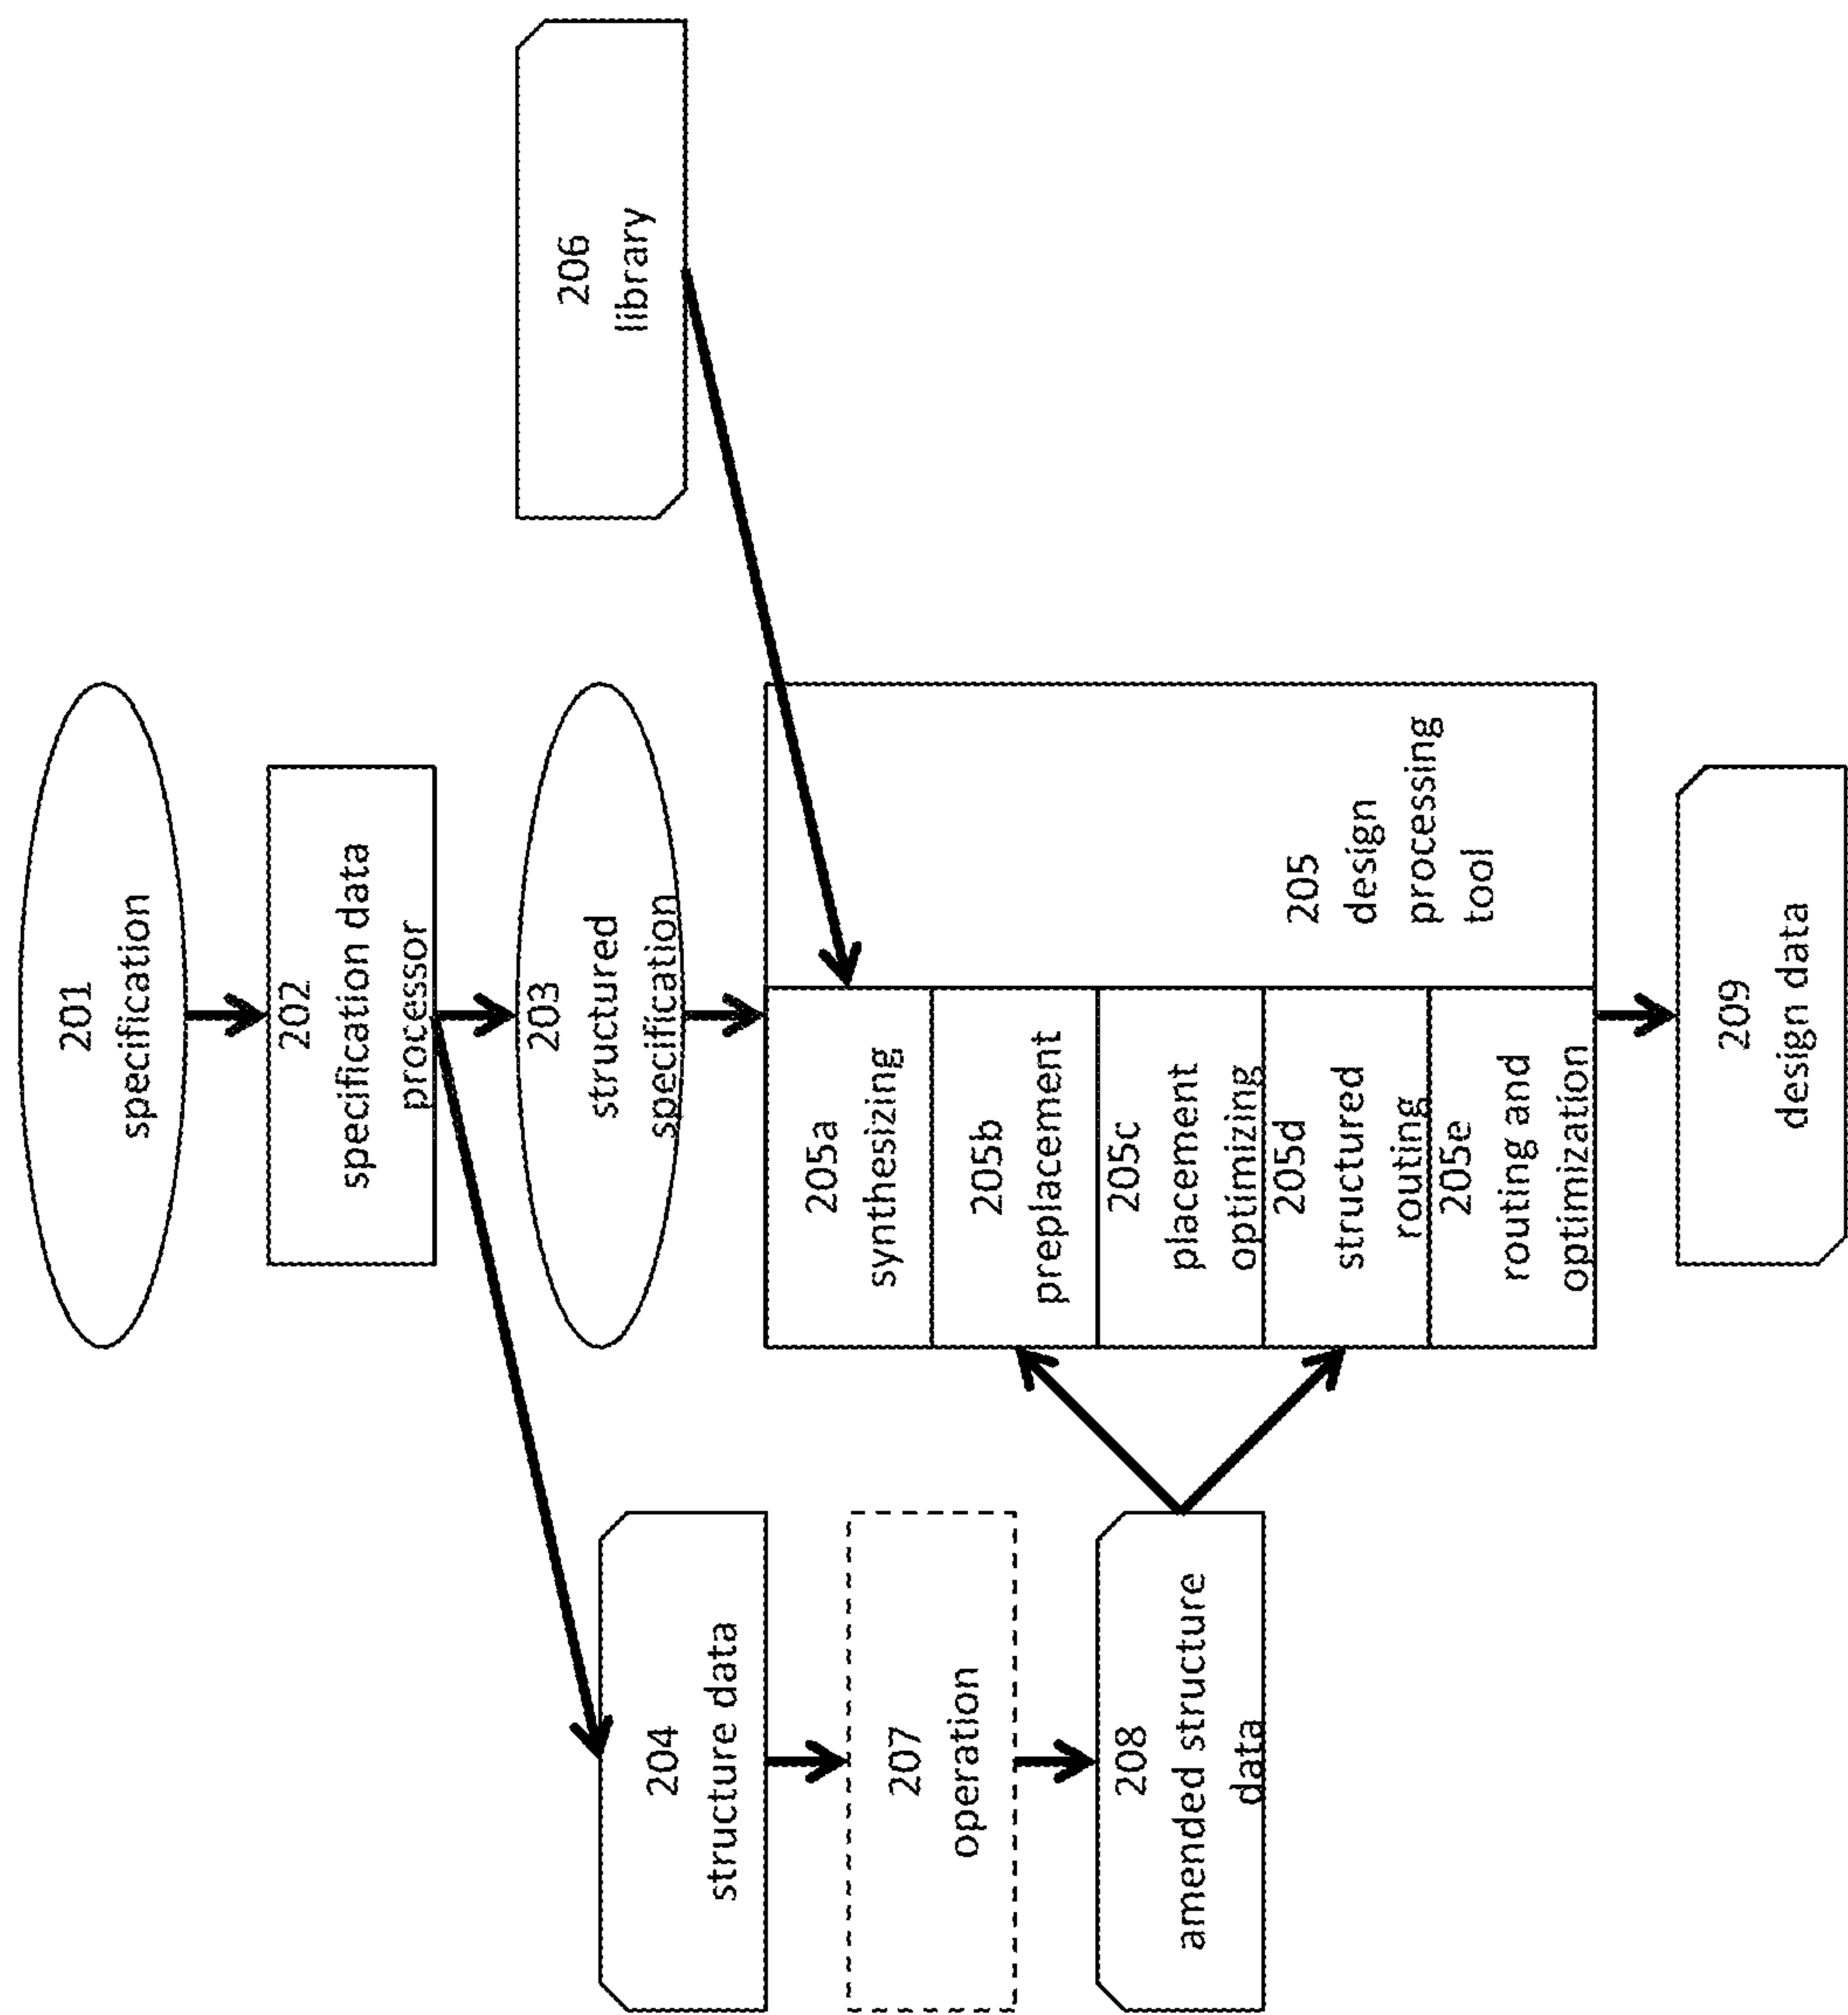 201
specification
202
specification data
processor
203
structured
specification
206
library
204
structure data
207
operation
208
amended structure
data
205a
synthesizing
205b
preplacement
205c
placement
optimizing
205d
structured
routing
205e
routing and
optimization
205
design
processing
tool
209
design data